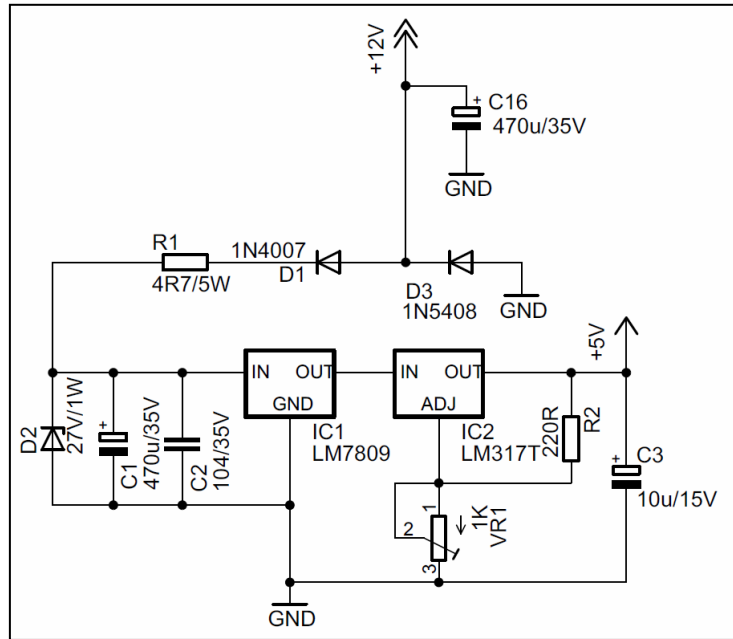 +12V
C16
+
470u/35V
GND
R1
4R7/5W
1N4007
D1
D3
1N5408
GND
+5V
IN OUT
GND
IC1
LM7809
IN OUT
ADJ
IC2
LM317T
D2
27V/1W
+
C1
470u/35V
C2
104/35V
220R
R2
+
C3
10u/15V
1
2
3
1K
VR1
GND